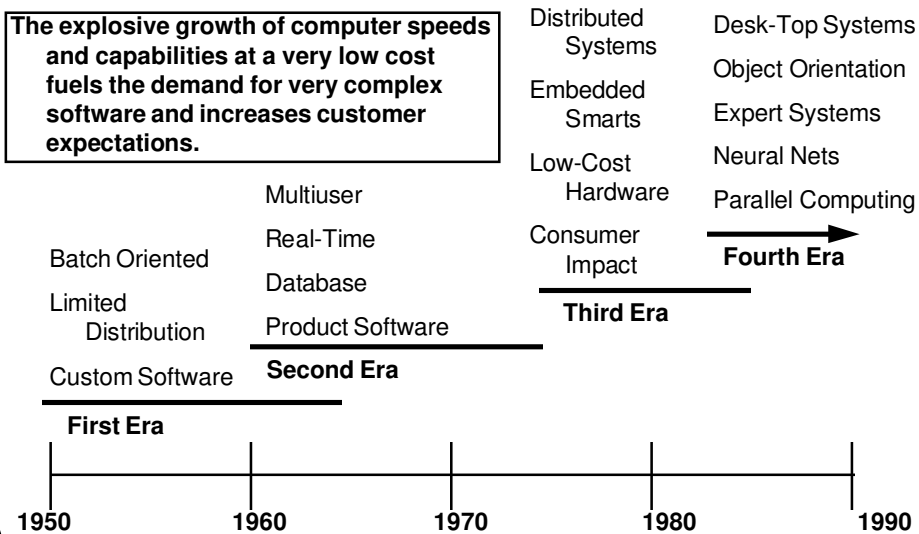 The explosive growth of computer speeds
and capabilities at a very low cost
fuels the demand for very complex
software and increases customer
expectations.
Batch Oriented
Limited
Distribution
Custom Software
First Era
Multiuser
Real-Time
Database
Product Software
Second Era
Distributed
Systems
Embedded
Smarts
Low-Cost
Hardware
Consumer
Impact
Third Era
Desk-Top Systems
Object Orientation
Expert Systems
Neural Nets
Parallel Computing
Fourth Era
1950 1960 1970 1980 1990